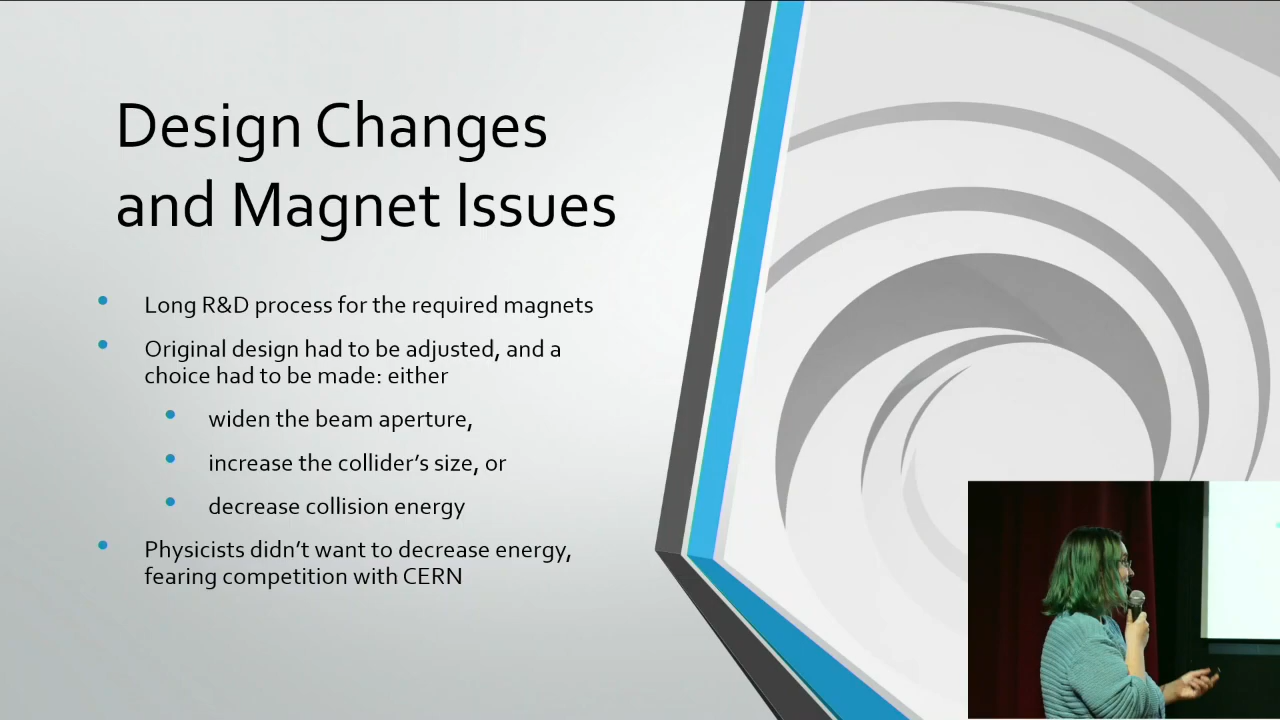 Design Changes
and Magnet Issues
Long R&D process for the required magnets
Original design had to be adjusted, and a
choice had to be made: either
widen the beam aperture,
increase the collider’s size, or
decrease collision energy
Physicists didn’t want to decrease energy,
fearing competition with CERN